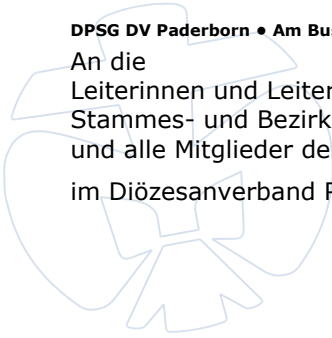 DPSG DV Paderborn • Am Bu
An die
Leiterinnen und Leiter
Stammes- und Bezirk
und alle Mitglieder de
im Diözesanverband